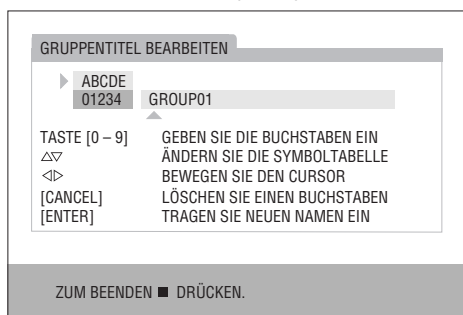 GRUPPENTITEL BEARBEITEN
ABCDE
01234 GROUP01
TASTE [0 – 9] GEBEN SIE DIE BUCHSTABEN EIN
△▽ ÄNDERN SIE DIE SYMBOLTABELLE
◁▷ BEWEGEN SIE DEN CURSOR
[CANCEL] LÖSCHEN SIE EINEN BUCHSTABEN
[ENTER] TRAGEN SIE NEUEN NAMEN EIN
ZUM BEENDEN ■ DRÜCKEN.